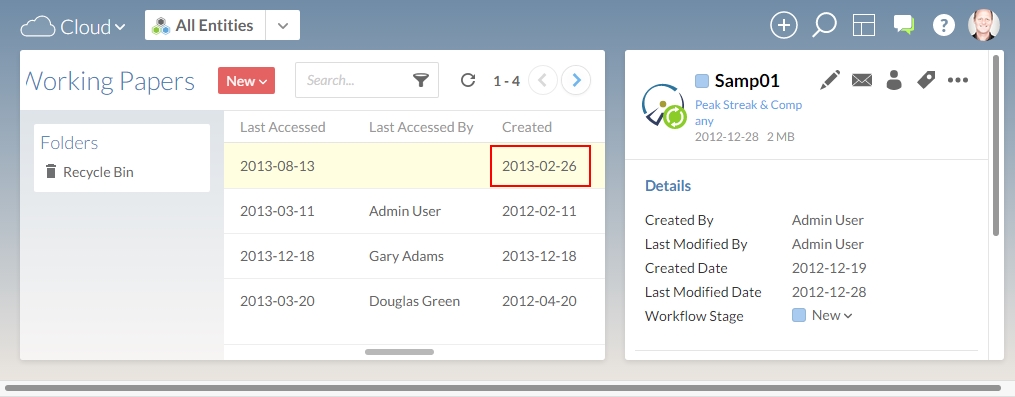 Cloud All Entities ?
Working Papers New Search... 1 - 4
Folders
Recycle Bin
Last Accessed Last Accessed By Created
2013-08-13 2013-02-26
2013-03-11 Admin User 2012-02-11
2013-12-18 Gary Adams 2013-12-18
2013-03-20 Douglas Green 2012-04-20
Samp01
Peak Streak & Comp
any
2012-12-28 2 MB
Details
Created By Admin User
Last Modified By Admin User
Created Date 2012-12-19
Last Modified Date 2012-12-28
Workflow Stage New